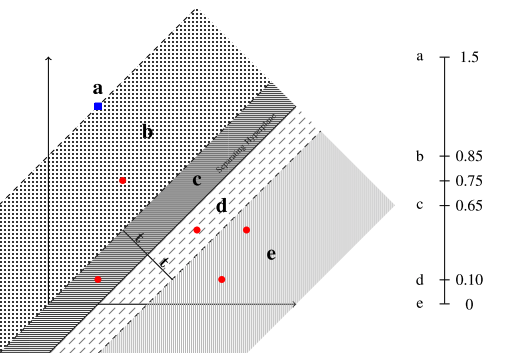 a
b
c
d
e
Separating Hyperplane
ℓ
ℓ
a 1.5
b 0.85
0.75
c 0.65
d 0.10
e 0